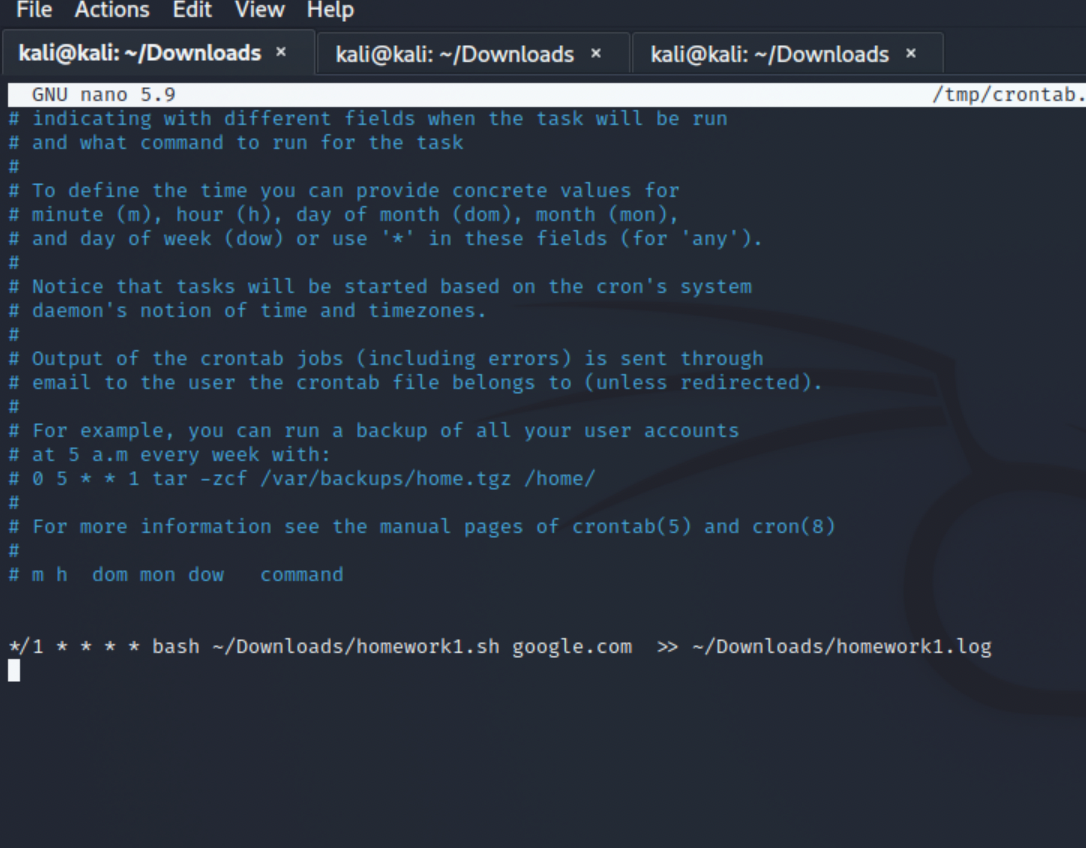 File Actions Edit View Help
kali@kali: ~/Downloads × kali@kali: ~/Downloads × kali@kali: ~/Downloads ×
GNU nano 5.9 /tmp/crontab.
# indicating with different fields when the task will be run
# and what command to run for the task
#
# To define the time you can provide concrete values for
# minute (m), hour (h), day of month (dom), month (mon),
# and day of week (dow) or use '*' in these fields (for 'any').
#
# Notice that tasks will be started based on the cron's system
# daemon's notion of time and timezones.
#
# Output of the crontab jobs (including errors) is sent through
# email to the user the crontab file belongs to (unless redirected).
#
# For example, you can run a backup of all your user accounts
# at 5 a.m every week with:
# 0 5 * * 1 tar -zcf /var/backups/home.tgz /home/
#
# For more information see the manual pages of crontab(5) and cron(8)
#
# m h  dom mon dow   command
*/1 * * * * bash ~/Downloads/homework1.sh google.com  >> ~/Downloads/homework1.log